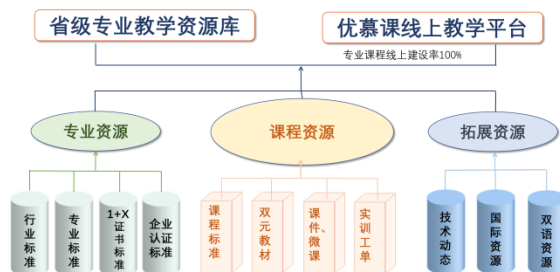 省级专业教学资源库
优慕课线上教学平台
专业课程线上建设率100%
专业资源
课程资源
拓展资源
行业标准
专业标准
1+X
证书标准
企业
认证
标准
课程标准
双元教材
课件、微课
实训工单
技术动态
国际资源
双语资源